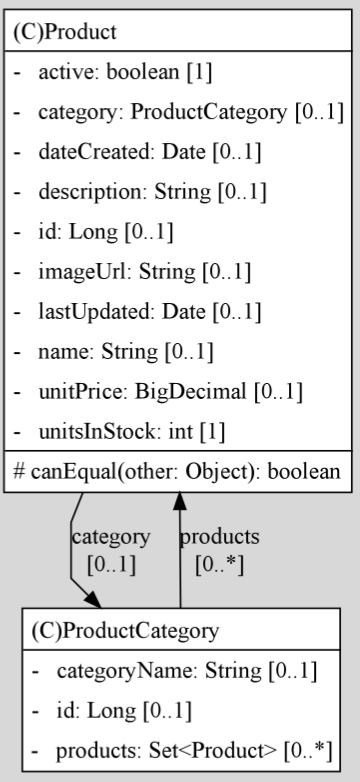 (C)Product
- active: boolean [1]
- category: ProductCategory [0..1]
- dateCreated: Date [0..1]
- description: String [0..1]
- id: Long [0..1]
- imageUrl: String [0..1]
- lastUpdated: Date [0..1]
- name: String [0..1]
- unitPrice: BigDecimal [0..1]
- unitsInStock: int [1]
# canEqual(other: Object): boolean
category
[0..1]
products
[0..*]
(C)ProductCategory
- categoryName: String [0..1]
- id: Long [0..1]
- products: Set<Product> [0..*]